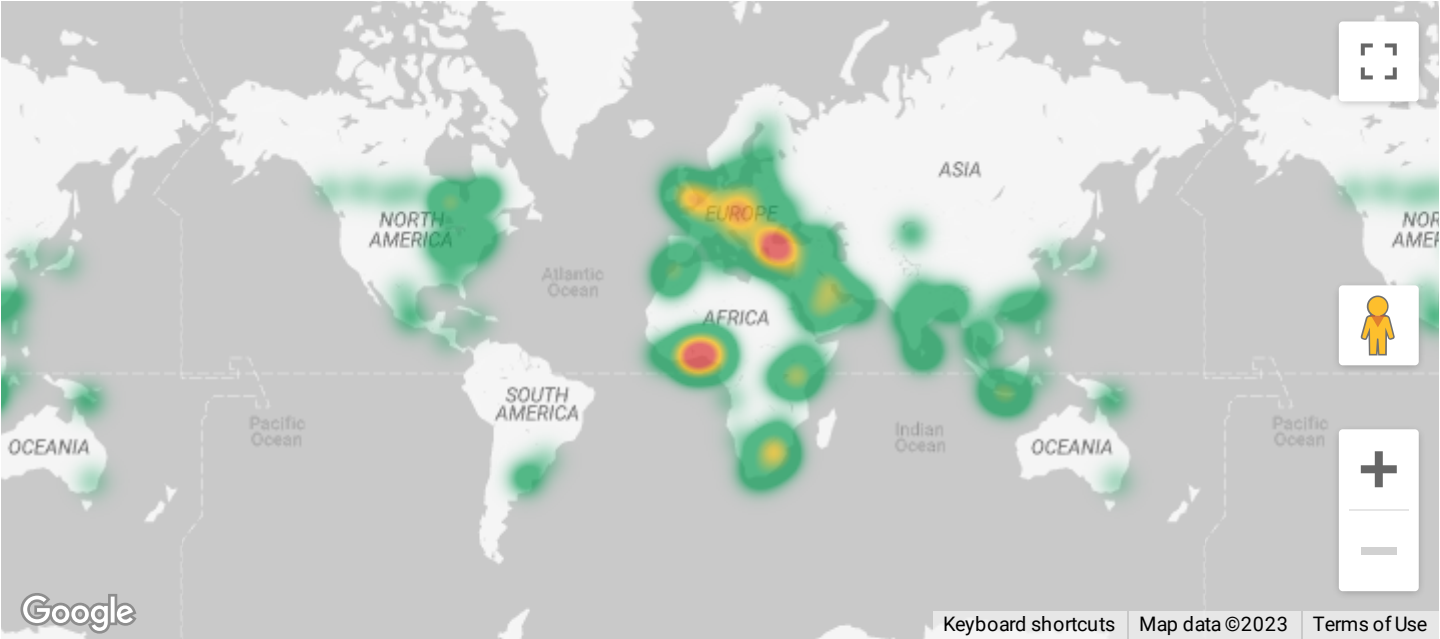 ASIA
NORTH
AMERICA
EUROPE
NOR
AMER
Atlantic
Ocean
AFRICA
SOUTH
AMERICA
Pacific
Ocean
Indian
Ocean
Pacific
Ocean
OCEANIA
OCEANIA
Google
Keyboard shortcuts
Map data ©2023
Terms of Use